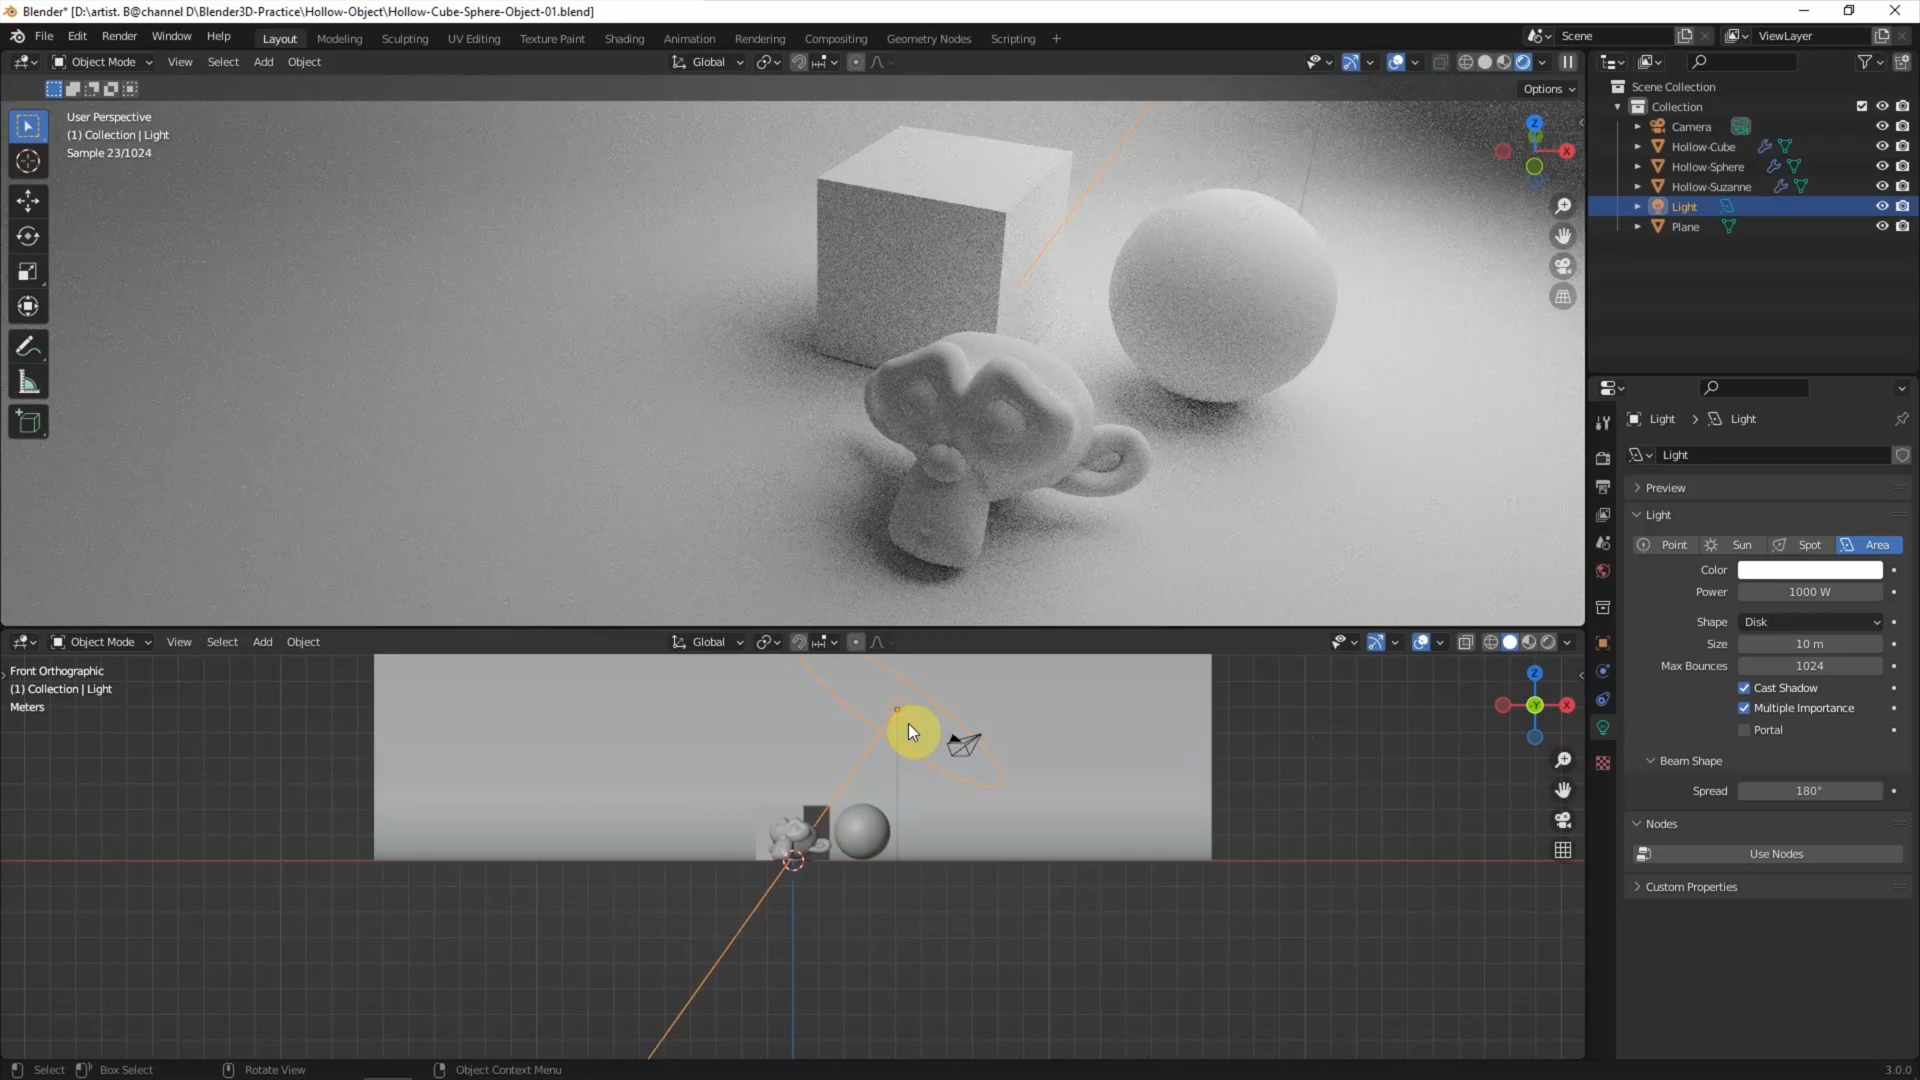 Blender* [D:\artist. B@channel D\Blender3D-Practice\Hollow-Object\Hollow-Cube-Sphere-Object-01.blend]
File Edit Render Window Help Layout Modeling Sculpting UV Editing Texture Paint Shading Animation Rendering Compositing Geometry Nodes Scripting + Scene ViewLayer
Object Mode View Select Add Object Global
Options
User Perspective
(1) Collection | Light
Sample 23/1024
Z
X
Scene Collection
Collection
Camera
Hollow-Cube
Hollow-Sphere
Hollow-Suzanne
Light
Plane
Light > Light
Light
Preview
Light
Point Sun Spot Area
Color
Power 1000 W
Shape Disk
Size 10 m
Max Bounces 1024
Cast Shadow
Multiple Importance
Portal
Beam Shape
Spread 180°
Nodes
Use Nodes
Custom Properties
Object Mode View Select Add Object Global
Front Orthographic
(1) Collection | Light
Meters
Z
-Y
X
Select Box Select Rotate View Object Context Menu 3.0.0